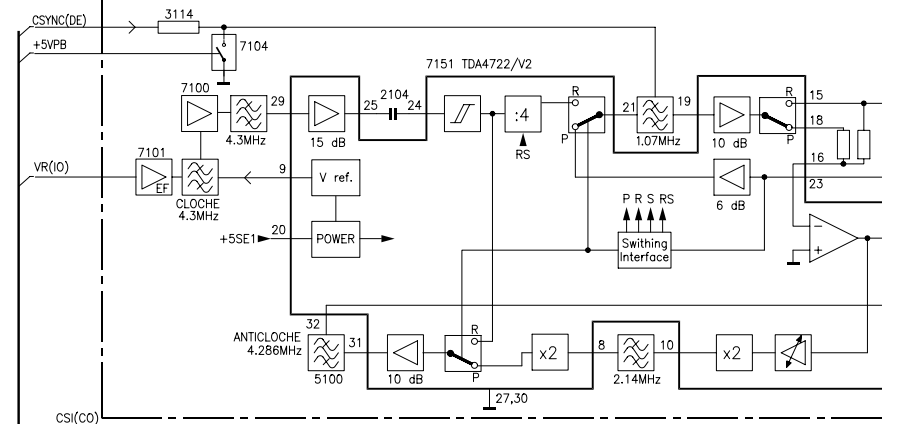 CSYNC(DE)
3114
+5VPB
7104
7151 TDA4722/V2
7100
29
25
2104
24
R
21
19
R
15
:4
18
4.3MHz
15 dB
P
1.07MHz
10 dB
P
RS
7101
VR(IO)
9
V ref.
16
EF
23
CLOCHE
4.3MHz
6 dB
P R S RS
+5SE1
20
POWER
Swithing
Interface
−
+
32
ANTICLOCHE
4.286MHz
31
R
x2
8
10
x2
5100
10 dB
P
2.14MHz
27,30
CSI(CO)